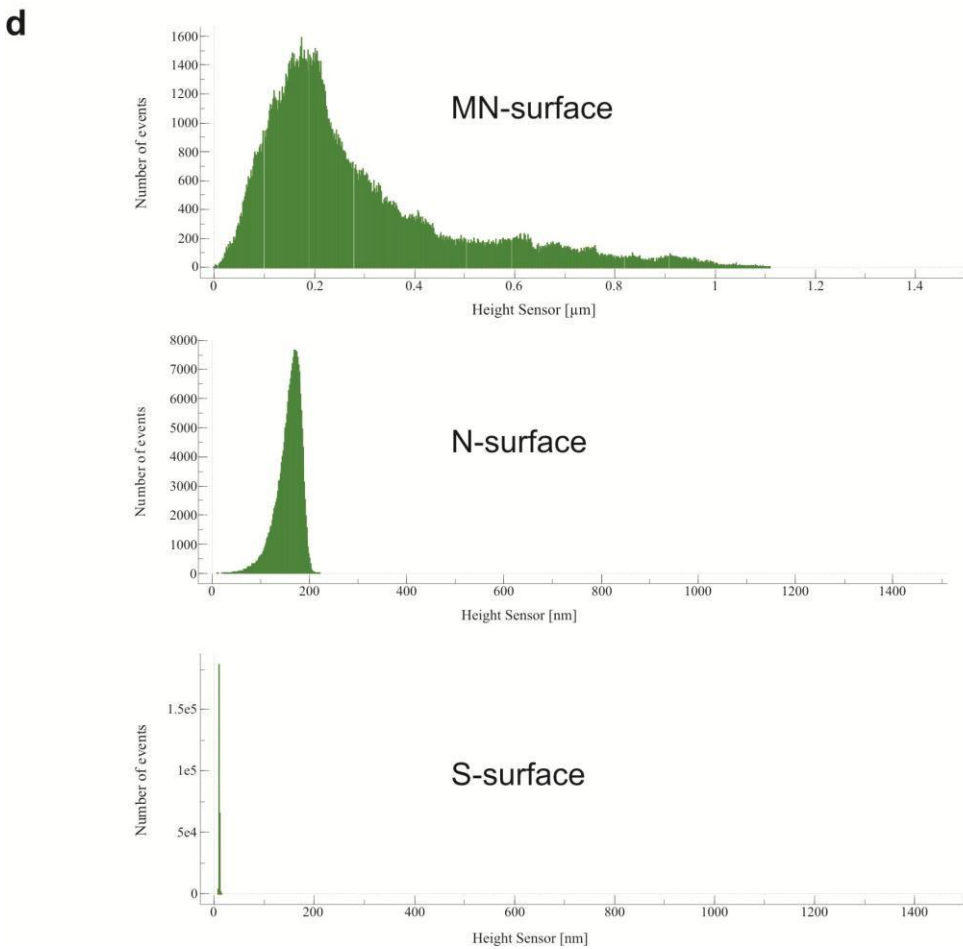 d
1600
1400
1200
1000
800
600
400
200
0
Number of events
MN-surface
0 0.2 0.4 0.6 0.8 1 1.2 1.4
Height Sensor [µm]
8000
7000
6000
5000
4000
3000
2000
1000
0
Number of events
N-surface
0 200 400 600 800 1000 1200 1400
Height Sensor [nm]
1.5e5
1e5
5e4
0
Number of events
S-surface
0 200 400 600 800 1000 1200 1400
Height Sensor [nm]